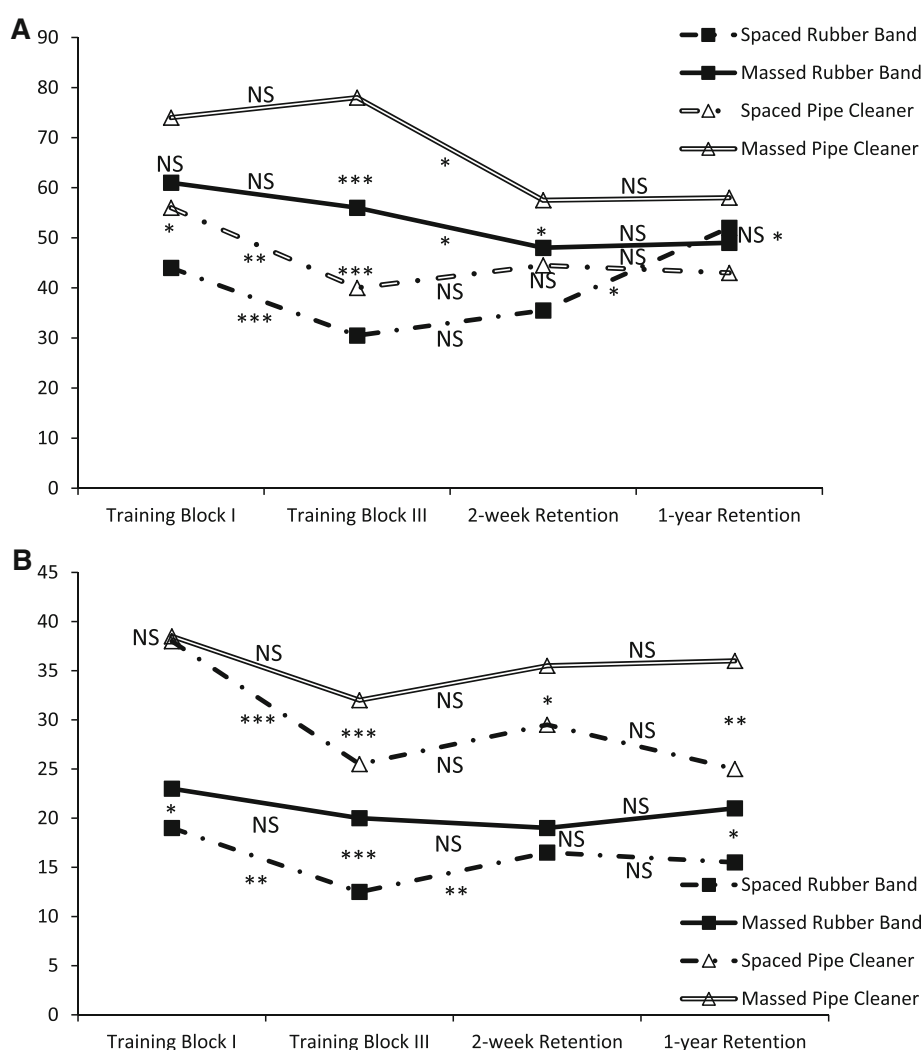 A
90
80
70
60
50
40
30
20
10
0
Spaced Rubber Band
Massed Rubber Band
Spaced Pipe Cleaner
Massed Pipe Cleaner
NS
NS
NS
***
*
NS
*
**
***
***
NS
*
*
NS
NS
NS
NS
*
NS *
Training Block I
Training Block III
2-week Retention
1-year Retention
B
45
40
35
30
25
20
15
10
5
0
NS
NS
NS
NS
***
***
NS
*
NS
**
*
NS
**
***
NS
**
NS
NS
NS
*
Spaced Rubber Band
Massed Rubber Band
Spaced Pipe Cleaner
Massed Pipe Cleaner
Training Block I
Training Block III
2-week Retention
1-year Retention